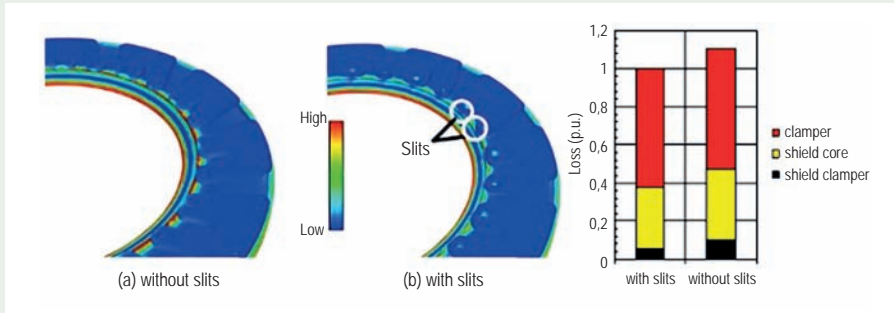 High
Low
Slits
(a) without slits
(b) with slits
Loss (p.u.)
1,2
1
0,8
0,6
0,4
0,2
0
with slits
without slits
clamper
shield core
shield clamper